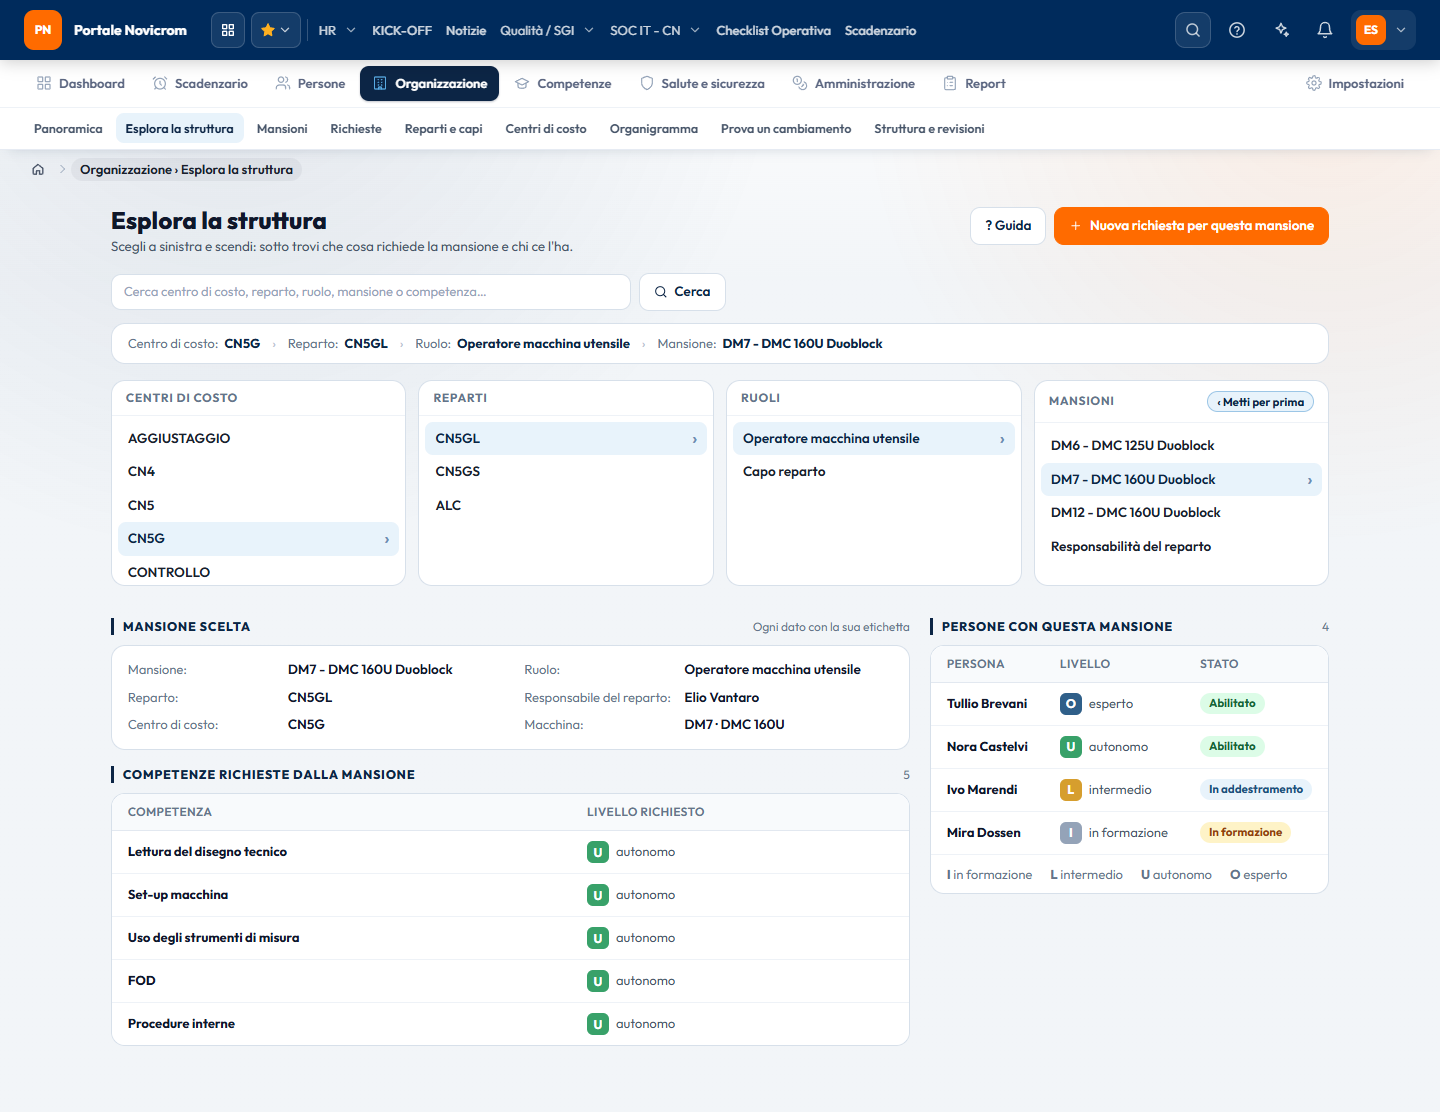 PN Portale Novicrom HR KICK-OFF Notizie Qualità / SGI SOC IT - CN Checklist Operativa Scadenzario ES
Dashboard Scadenzario Persone Organizzazione Competenze Salute e sicurezza Amministrazione Report Impostazioni
Panoramica Esplora la struttura Mansioni Richieste Reparti e capi Centri di costo Organigramma Prova un cambiamento Struttura e revisioni
Organizzazione › Esplora la struttura
Esplora la struttura
Scegli a sinistra e scendi: sotto trovi che cosa richiede la mansione e chi ce l'ha.
? Guida
+ Nuova richiesta per questa mansione
Cerca centro di costo, reparto, ruolo, mansione o competenza...
Cerca
Centro di costo: CN5G › Reparto: CN5GL › Ruolo: Operatore macchina utensile › Mansione: DM7 - DMC 160U Duoblock
CENTRI DI COSTO
AGGIUSTAGGIO
CN4
CN5
CN5G ›
CONTROLLO
REPARTI
CN5GL ›
CN5GS
ALC
RUOLI
Operatore macchina utensile ›
Capo reparto
MANSIONI
‹ Metti per prima
DM6 - DMC 125U Duoblock
DM7 - DMC 160U Duoblock ›
DM12 - DMC 160U Duoblock
Responsabilità del reparto
MANSIONE SCELTA
Ogni dato con la sua etichetta
Mansione: DM7 - DMC 160U Duoblock Ruolo: Operatore macchina utensile
Reparto: CN5GL Responsabile del reparto: Elio Vantaro
Centro di costo: CN5G Macchina: DM7 · DMC 160U
COMPETENZE RICHIESTE DALLA MANSIONE 5
COMPETENZA LIVELLO RICHIESTO
Lettura del disegno tecnico U autonomo
Set-up macchina U autonomo
Uso degli strumenti di misura U autonomo
FOD U autonomo
Procedure interne U autonomo
PERSONE CON QUESTA MANSIONE 4
PERSONA LIVELLO STATO
Tullio Brevani O esperto Abilitato
Nora Castelvi U autonomo Abilitato
Ivo Marendi L intermedio In addestramento
Mira Dossen I in formazione In formazione
I in formazione L intermedio U autonomo O esperto